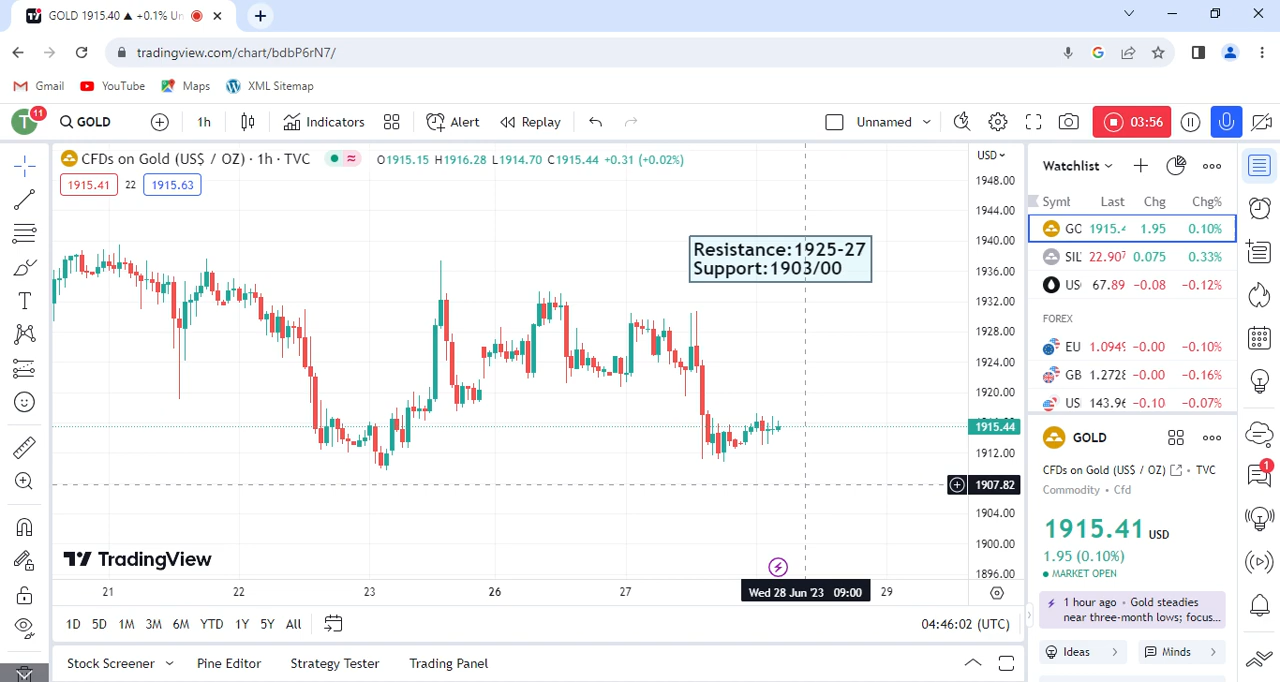 GOLD 1915.40 ▲ +0.1% Un
tradingview.com/chart/bdbP6rN7/
Gmail YouTube Maps XML Sitemap
T 11 GOLD 1h Indicators Alert Replay Unnamed 03:56
CFDs on Gold (US$ / OZ) · 1h · TVC O1915.15 H1916.28 L1914.70 C1915.44 +0.31 (+0.02%)
1915.41 22 1915.63
USD
1948.00
1944.00
1940.00
1936.00
1932.00
1928.00
1924.00
1920.00
1915.44
1912.00
1907.82
1904.00
1900.00
1896.00
Resistance:1925-27
Support:1903/00
TradingView
21 22 23 26 27 Wed 28 Jun '23 09:00 29
1D 5D 1M 3M 6M YTD 1Y 5Y All 04:46:02 (UTC)
Stock Screener Pine Editor Strategy Tester Trading Panel
Watchlist
Symb Last Chg Chg%
GC 1915.4 1.95 0.10%
SIL 22.907 0.075 0.33%
US 67.89 −0.08 −0.12%
FOREX
EU 1.0949 −0.00 −0.10%
GB 1.2728 −0.00 −0.16%
US 143.96 −0.10 −0.07%
GOLD
CFDs on Gold (US$ / OZ) • TVC
Commodity • Cfd
1915.41 USD
1.95 (0.10%)
MARKET OPEN
1 hour ago • Gold steadies
near three-month lows; focus...
Ideas Minds
1